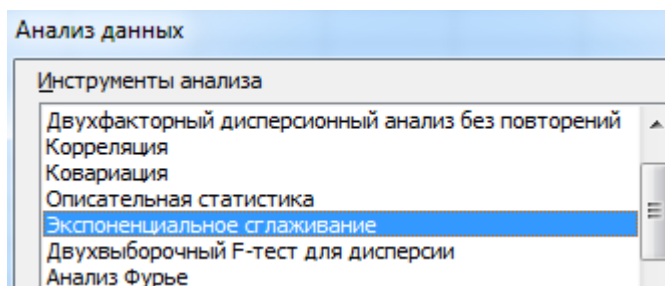 Анализ данных
Инструменты анализа
Двухфакторный дисперсионный анализ без повторений
Корреляция
Ковариация
Описательная статистика
Экспоненциальное сглаживание
Двухвыборочный F-тест для дисперсии
Анализ Фурье